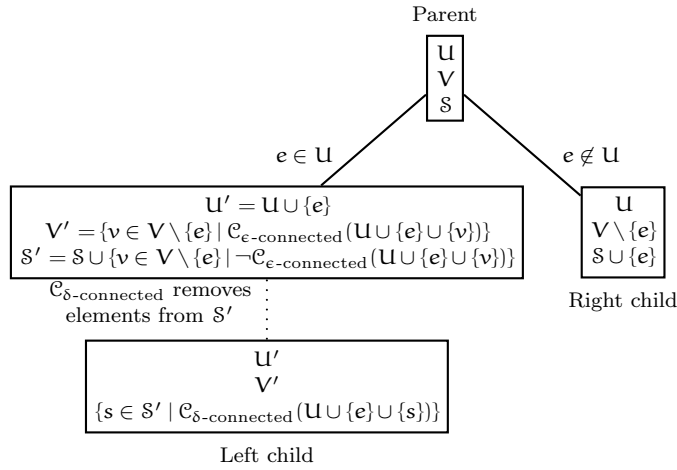 Parent
U
V
S
e ∈ U
e ∉ U
U′ = U ∪ {e}
V′ = {v ∈ V \ {e} | C_ϵ-connected(U ∪ {e} ∪ {v})}
S′ = S ∪ {v ∈ V \ {e} | ¬C_ϵ-connected(U ∪ {e} ∪ {v})}
U
V \ {e}
S ∪ {e}
Right child
C_δ-connected removes
elements from S′
U′
V′
{s ∈ S′ | C_δ-connected(U ∪ {e} ∪ {s})}
Left child